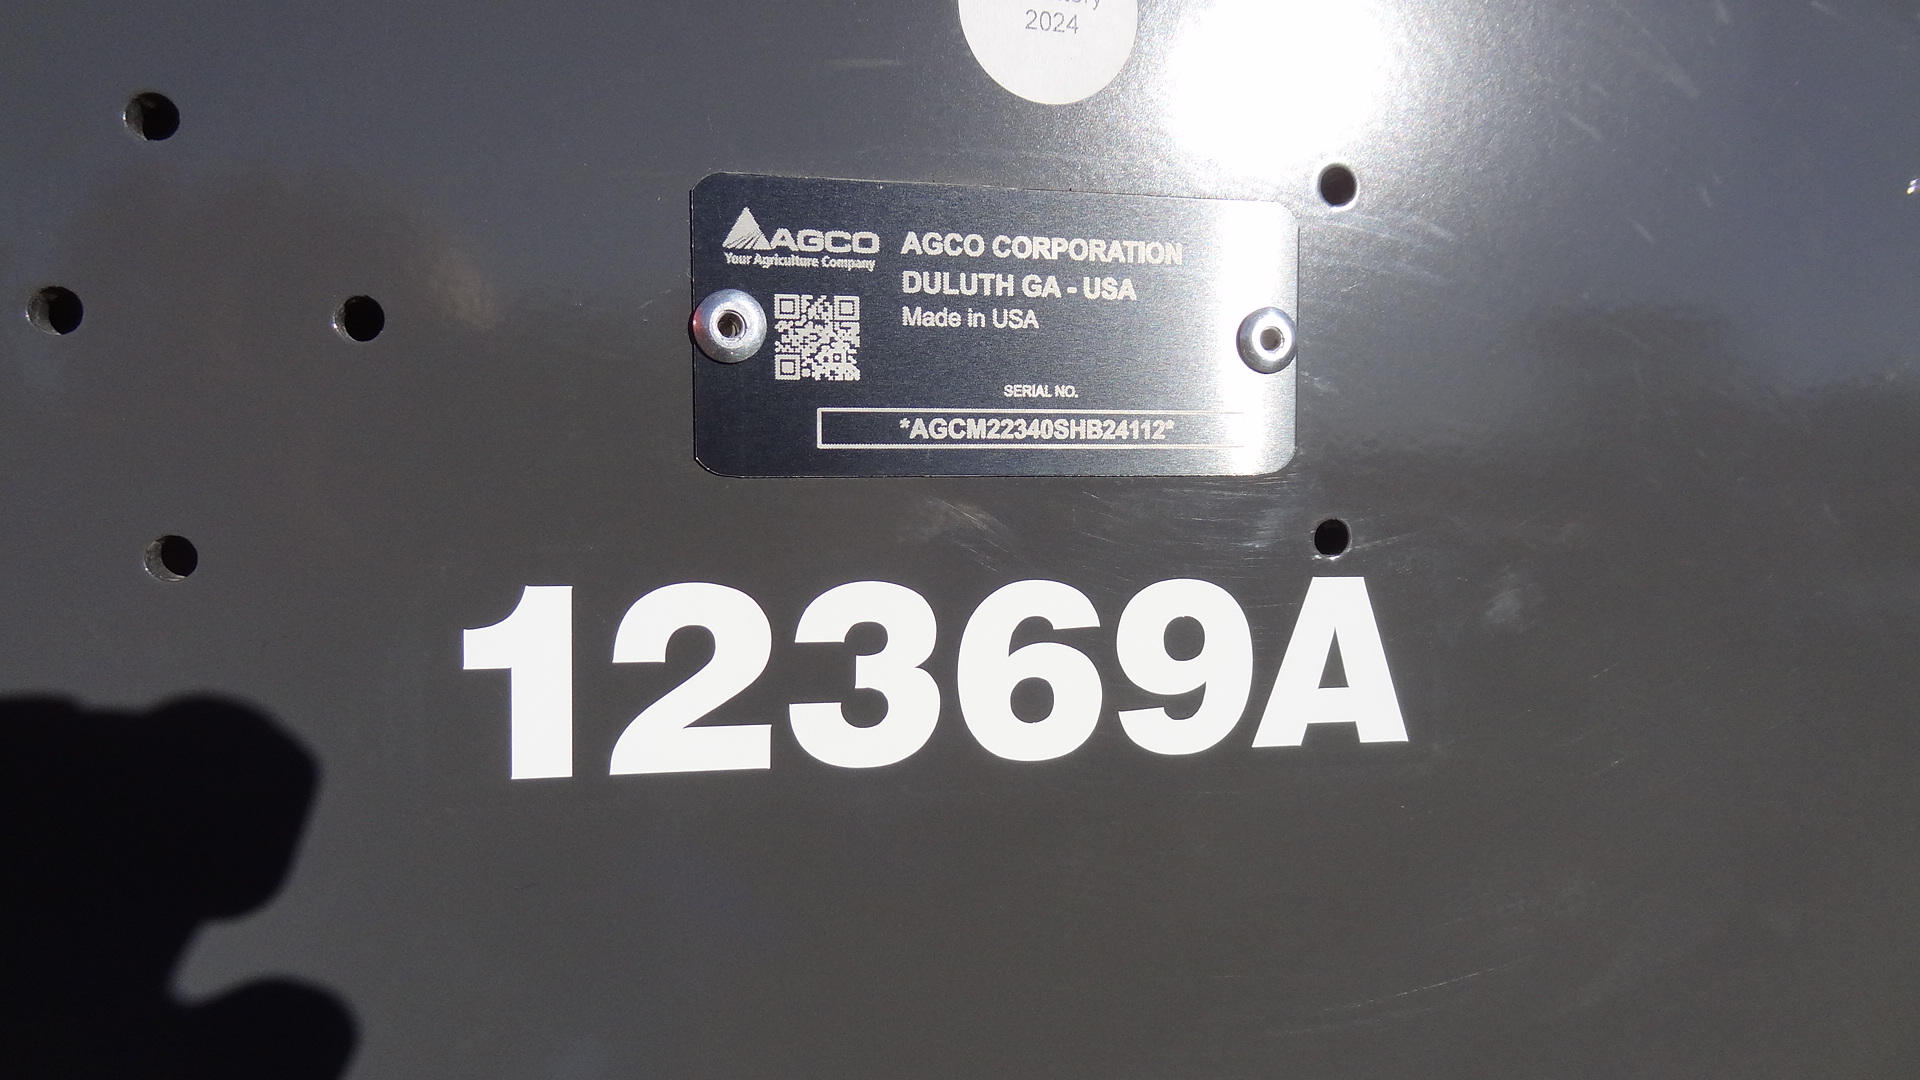 2024
AGCO
Your Agriculture Company
AGCO CORPORATION
DULUTH GA - USA
Made in USA
SERIAL NO.
*AGCM22340SHB24112*
12369A